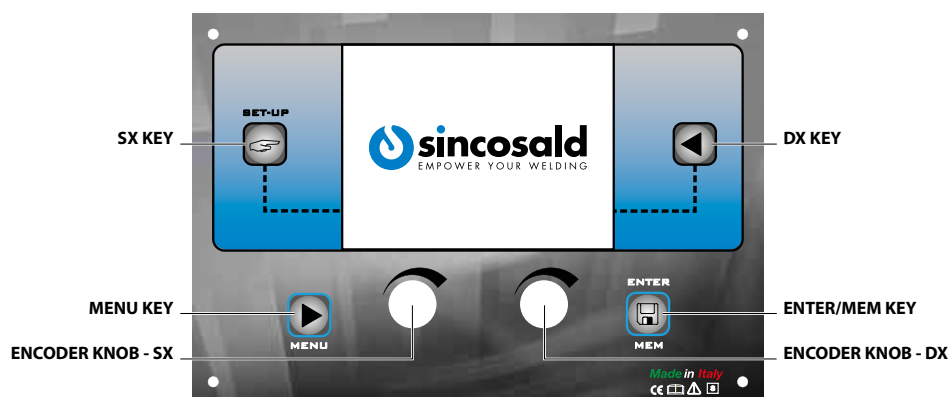 SET-UP
SX KEY
DX KEY
sincosald
EMPOWER YOUR WELDING
ENTER
MENU KEY
ENTER/MEM KEY
MENU
MEM
ENCODER KNOB - SX
ENCODER KNOB - DX
Made in Italy
CE